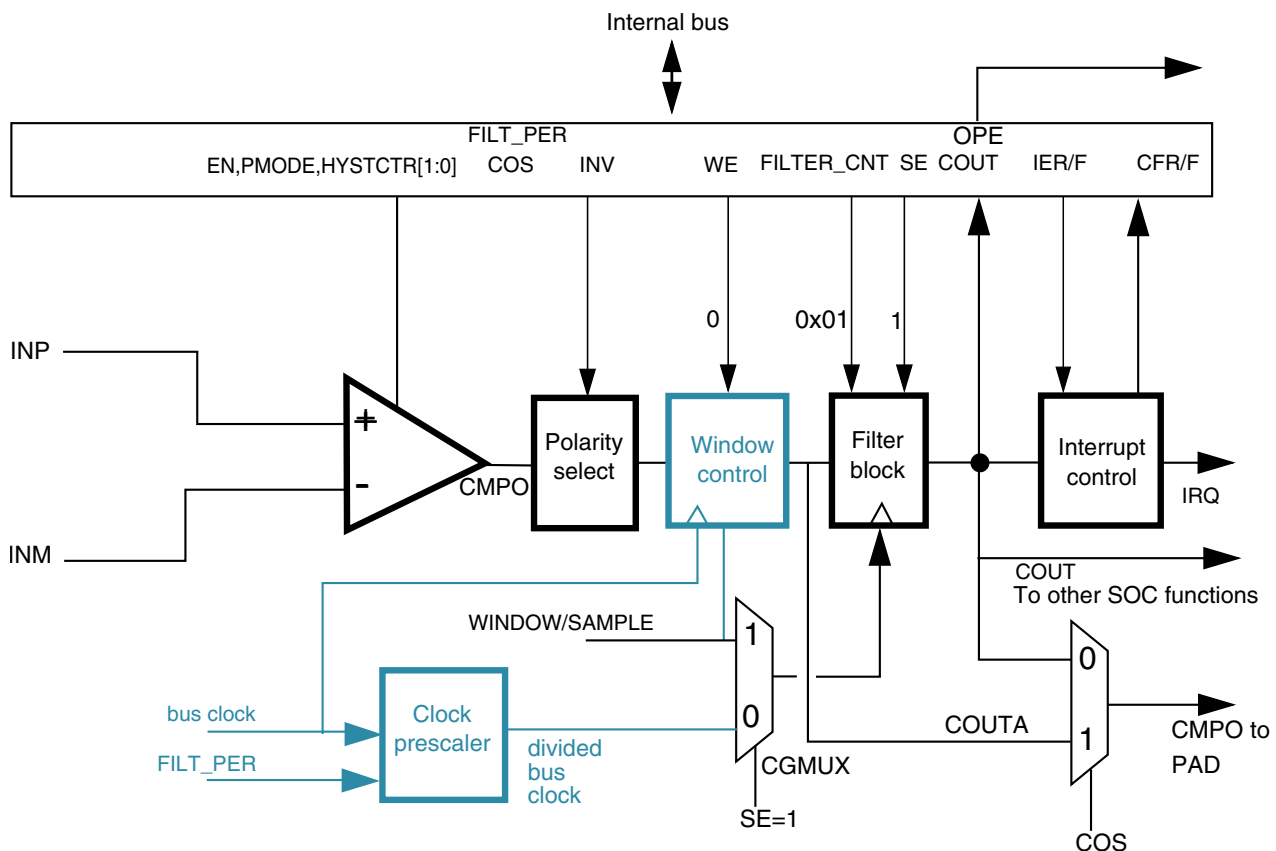 Internal bus
FILT_PER
OPE
EN,PMODE,HYSTCTR[1:0]
COS
INV
WE
FILTER_CNT
SE
COUT
IER/F
CFR/F
0
0x01
1
INP
INM
+
-
CMPO
Polarity
select
Window
control
Filter
block
Interrupt
control
IRQ
COUT
To other SOC functions
WINDOW/SAMPLE
1
0
CGMUX
SE=1
bus clock
FILT_PER
Clock
prescaler
divided
bus
clock
COUTA
0
1
CMPO to
PAD
COS